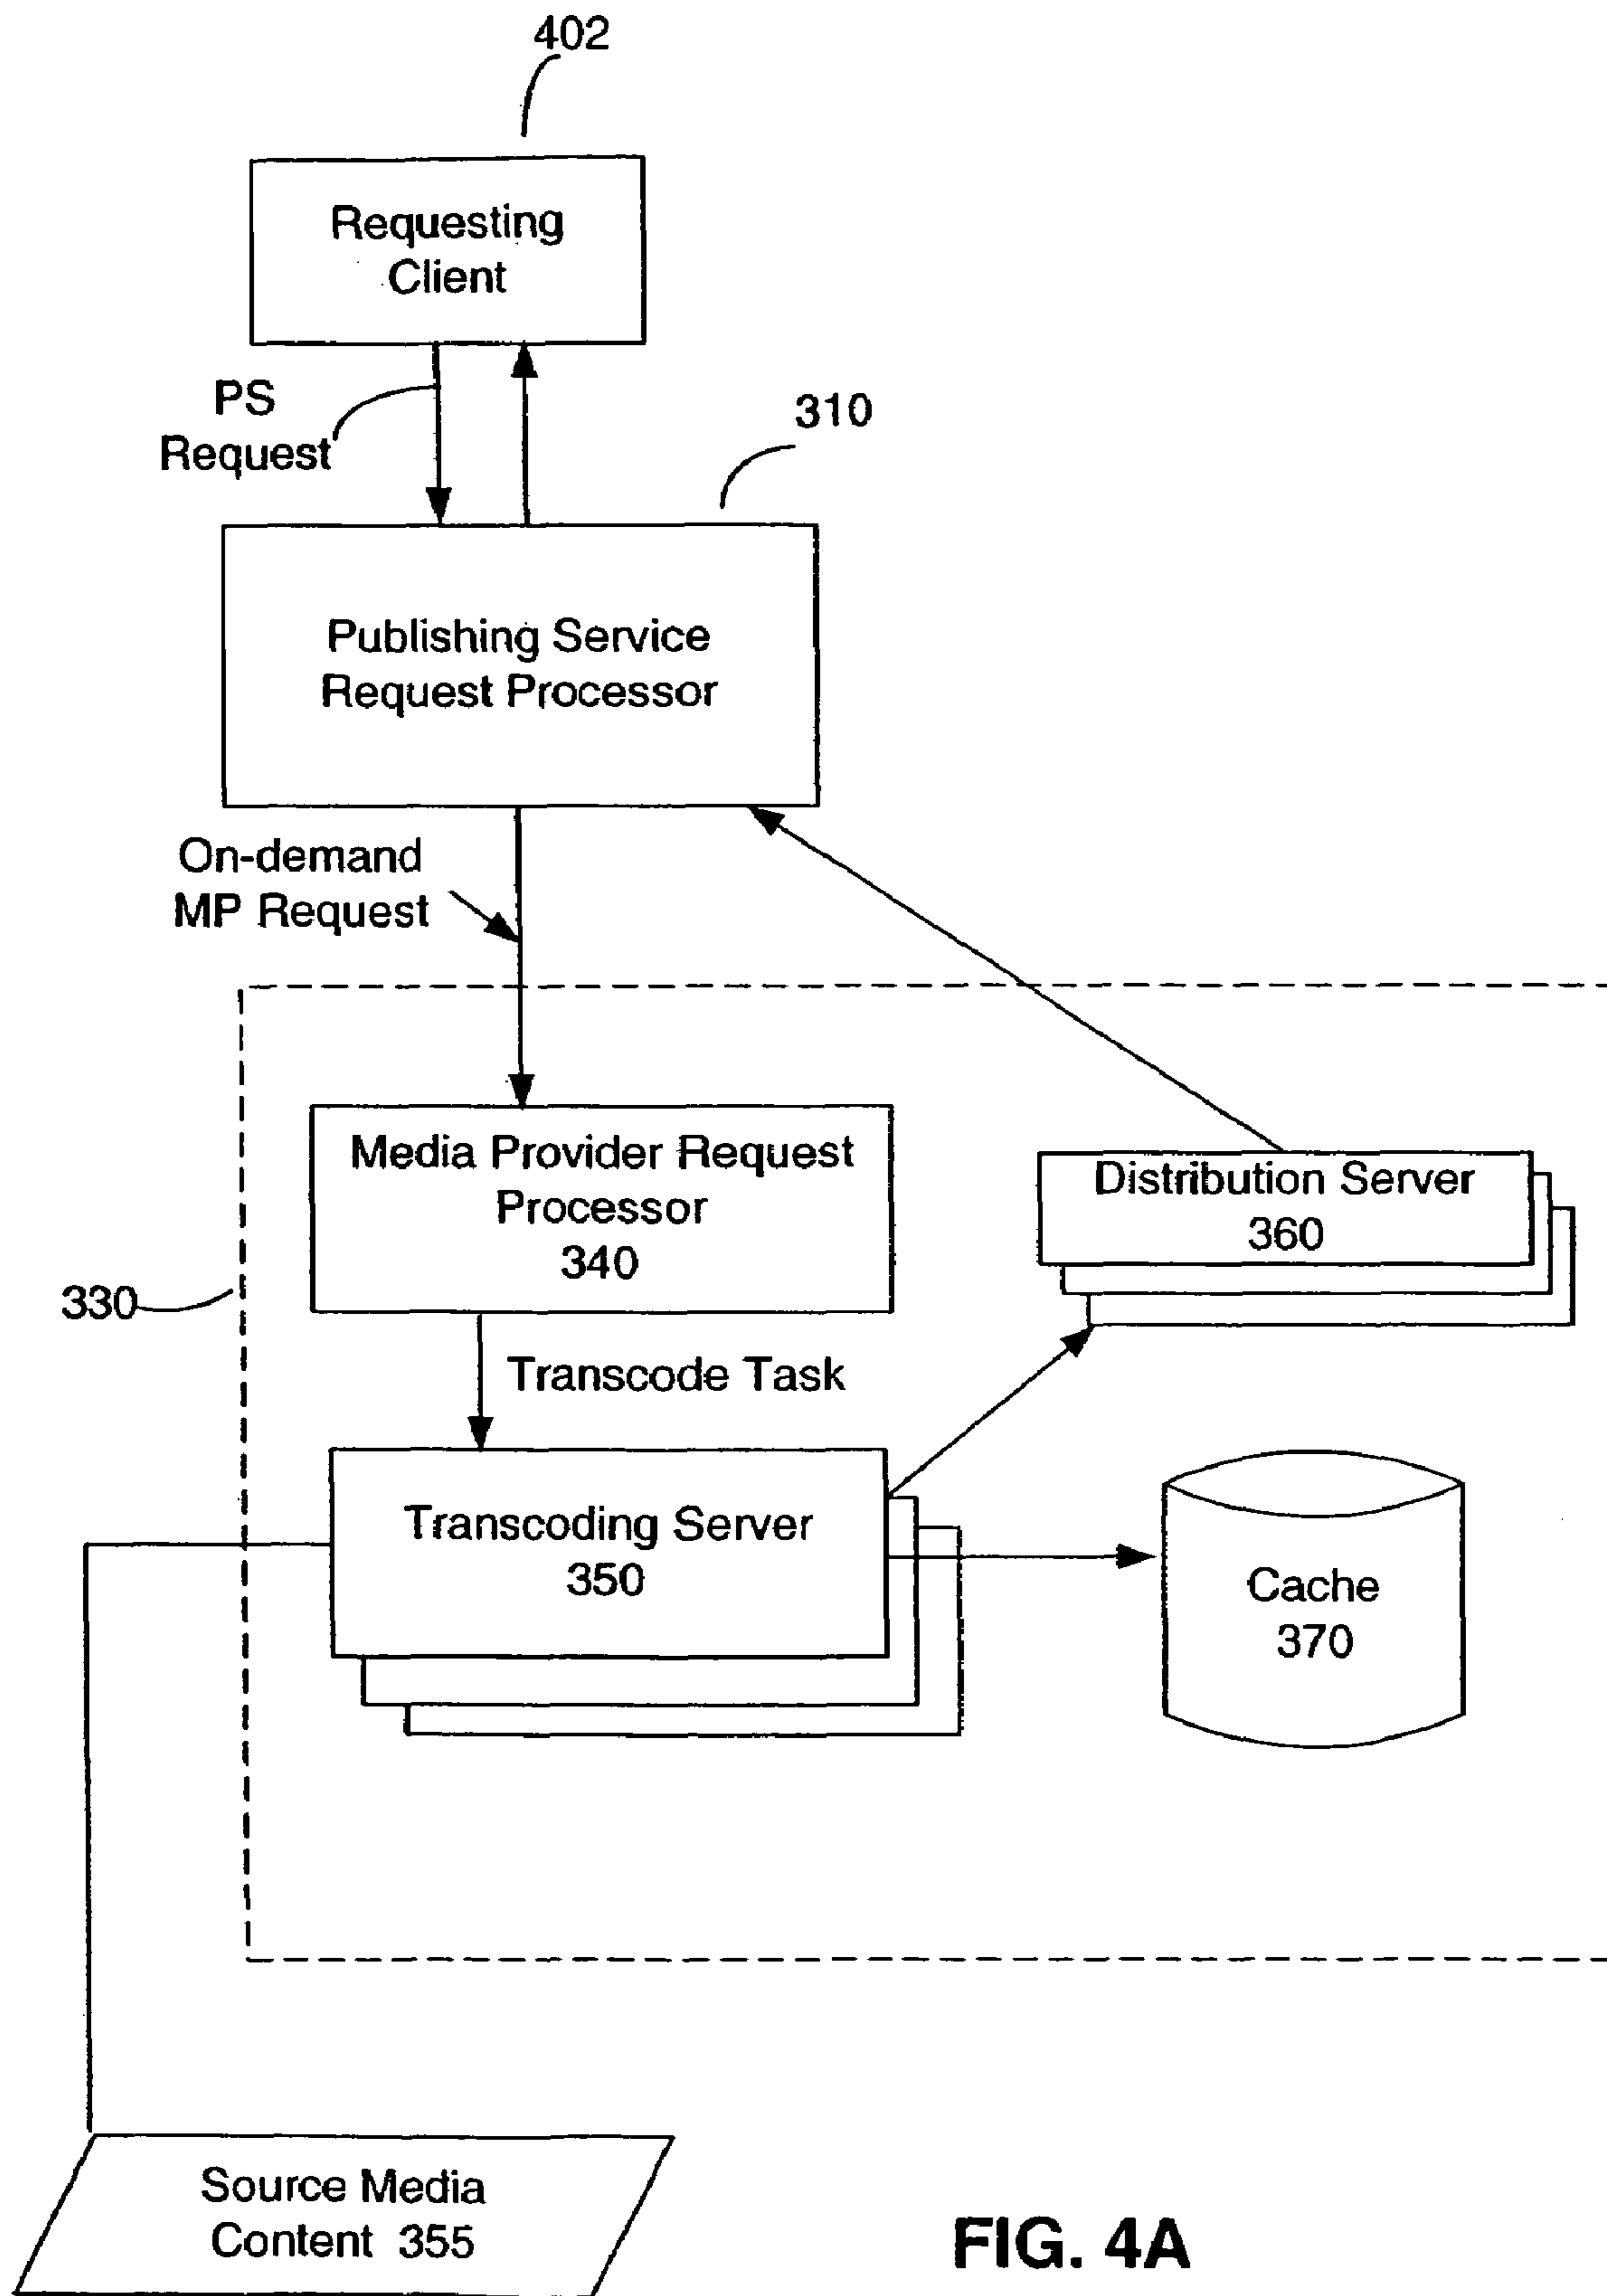 402
Requesting
Client
PS
Request
310
Publishing Service
Request Processor
On-demand
MP Request
Media Provider Request
Processor
340
Distribution Server
360
330
Transcode Task
Transcoding Server
350
Cache
370
Source Media
Content 355
FIG. 4A